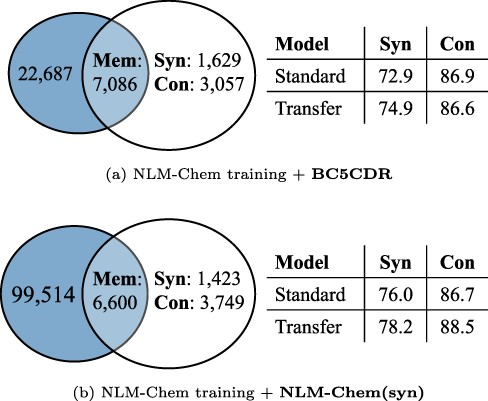 22,687
Mem:
7,086
Syn: 1,629
Con: 3,057
Model Syn Con
Standard 72.9 86.9
Transfer 74.9 86.6
(a) NLM-Chem training + BC5CDR
99,514
Mem:
6,600
Syn: 1,423
Con: 3,749
Model Syn Con
Standard 76.0 86.7
Transfer 78.2 88.5
(b) NLM-Chem training + NLM-Chem(syn)